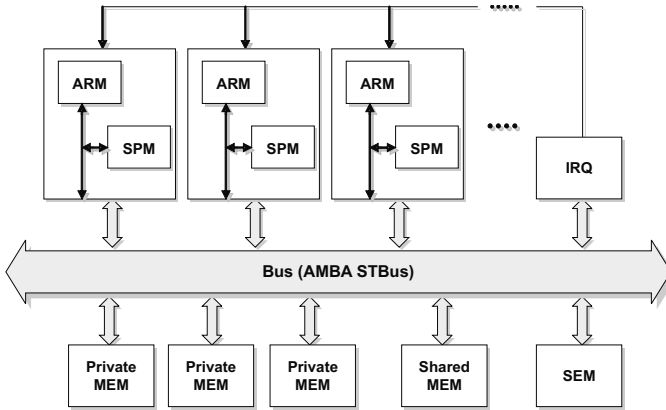 ARM
SPM
ARM
SPM
ARM
SPM
IRQ
Bus (AMBA STBus)
Private
MEM
Private
MEM
Private
MEM
Shared
MEM
SEM